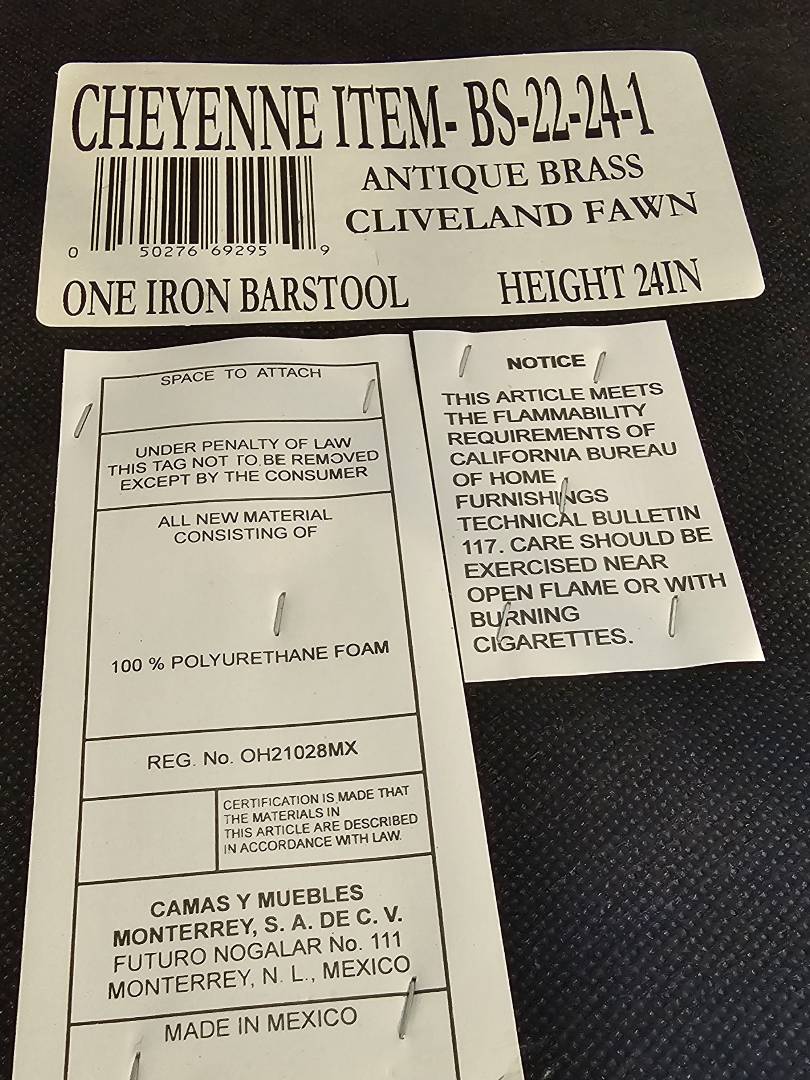 CHEYENNE ITEM- BS-22-24-1
ANTIQUE BRASS
CLIVELAND FAWN
0 50276 69295 9
ONE IRON BARSTOOL HEIGHT 24IN
SPACE TO ATTACH
UNDER PENALTY OF LAW
THIS TAG NOT TO BE REMOVED
EXCEPT BY THE CONSUMER
ALL NEW MATERIAL
CONSISTING OF
100 % POLYURETHANE FOAM
REG. No. OH21028MX
CERTIFICATION IS MADE THAT
THE MATERIALS IN
THIS ARTICLE ARE DESCRIBED
IN ACCORDANCE WITH LAW.
CAMAS Y MUEBLES
MONTERREY, S. A. DE C. V.
FUTURO NOGALAR No. 111
MONTERREY, N. L., MEXICO
MADE IN MEXICO
NOTICE
THIS ARTICLE MEETS
THE FLAMMABILITY
REQUIREMENTS OF
CALIFORNIA BUREAU
OF HOME
FURNISHINGS
TECHNICAL BULLETIN
117. CARE SHOULD BE
EXERCISED NEAR
OPEN FLAME OR WITH
BURNING
CIGARETTES.